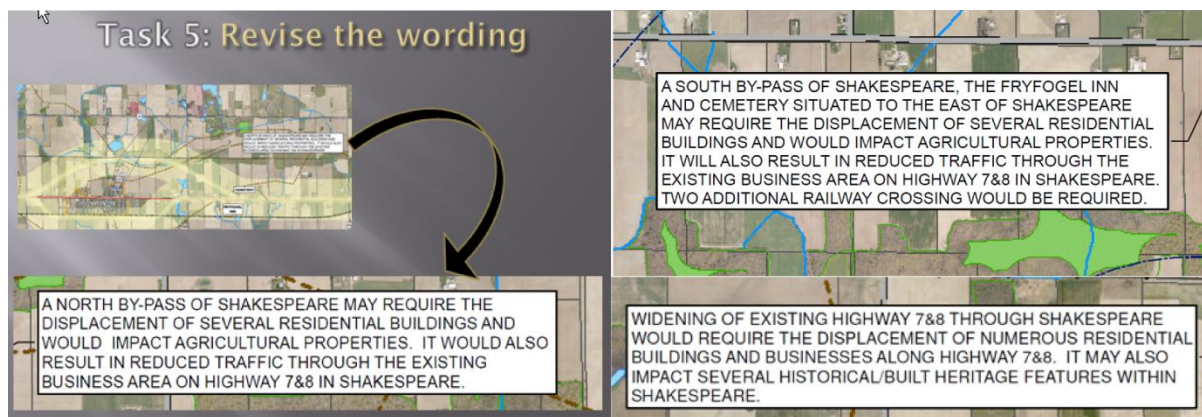 Task 5: Revise the wording
A NORTH BY-PASS OF SHAKESPEARE MAY REQUIRE THE
DISPLACEMENT OF SEVERAL RESIDENTIAL BUILDINGS AND
WOULD IMPACT AGRICULTURAL PROPERTIES. IT WOULD ALSO
RESULT IN REDUCED TRAFFIC THROUGH THE EXISTING
BUSINESS AREA ON HIGHWAY 7&8 IN SHAKESPEARE.
A SOUTH BY-PASS OF SHAKESPEARE, THE FRYFOGEL INN
AND CEMETERY SITUATED TO THE EAST OF SHAKESPEARE
MAY REQUIRE THE DISPLACEMENT OF SEVERAL RESIDENTIAL
BUILDINGS AND WOULD IMPACT AGRICULTURAL PROPERTIES.
IT WILL ALSO RESULT IN REDUCED TRAFFIC THROUGH THE
EXISTING BUSINESS AREA ON HIGHWAY 7&8 IN SHAKESPEARE.
TWO ADDITIONAL RAILWAY CROSSING WOULD BE REQUIRED.
WIDENING OF EXISTING HIGHWAY 7&8 THROUGH SHAKESPEARE
WOULD REQUIRE THE DISPLACEMENT OF NUMEROUS RESIDENTIAL
BUILDINGS AND BUSINESSES ALONG HIGHWAY 7&8. IT MAY ALSO
IMPACT SEVERAL HISTORICAL/BUILT HERITAGE FEATURES WITHIN
SHAKESPEARE.